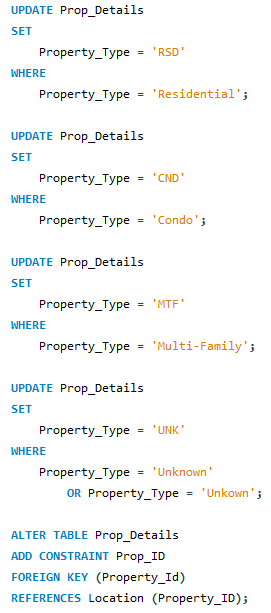 UPDATE Prop_Details
SET
Property_Type = 'RSD'
WHERE
Property_Type = 'Residential';
UPDATE Prop_Details
SET
Property_Type = 'CND'
WHERE
Property_Type = 'Condo';
UPDATE Prop_Details
SET
Property_Type = 'MTF'
WHERE
Property_Type = 'Multi-Family';
UPDATE Prop_Details
SET
Property_Type = 'UNK'
WHERE
Property_Type = 'Unknown'
OR Property_Type = 'Unkown';
ALTER TABLE Prop_Details
ADD CONSTRAINT Prop_ID
FOREIGN KEY (Property_Id)
REFERENCES Location (Property_ID);